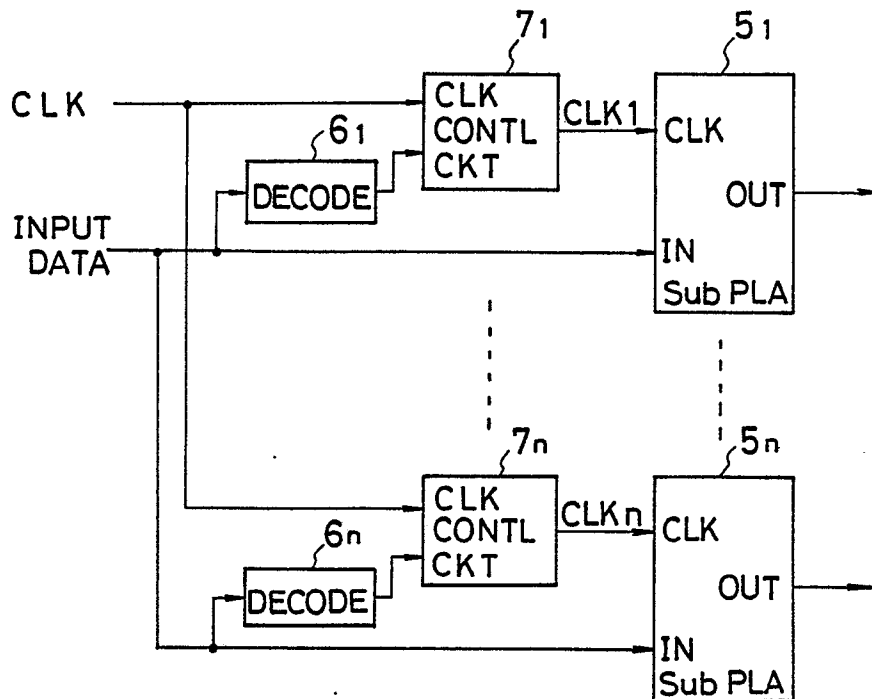 7₁
5₁
CLK
CLK
CONTL
CKT
CLK1
CLK
6₁
DECODE
OUT
INPUT
DATA
IN
Sub PLA
7n
5n
CLK
CONTL
CKT
CLKn
CLK
6n
DECODE
OUT
IN
Sub PLA